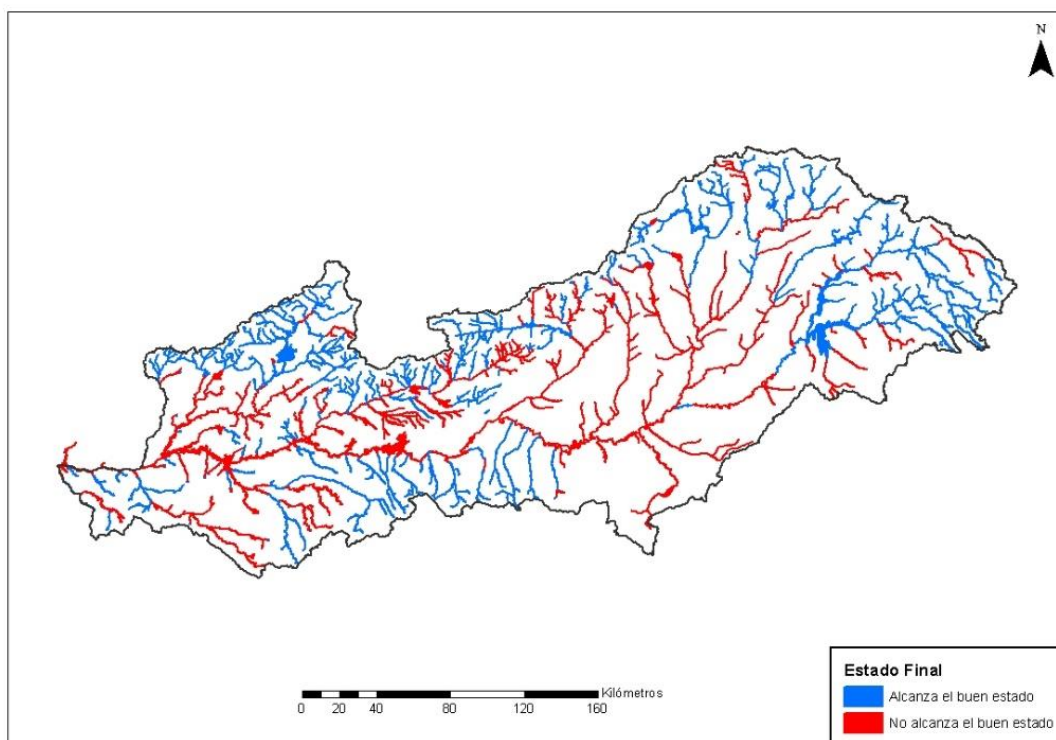 N
Kilómetros
0 20 40 80 120 160
Estado Final
Alcanza el buen estado
No alcanza el buen estado